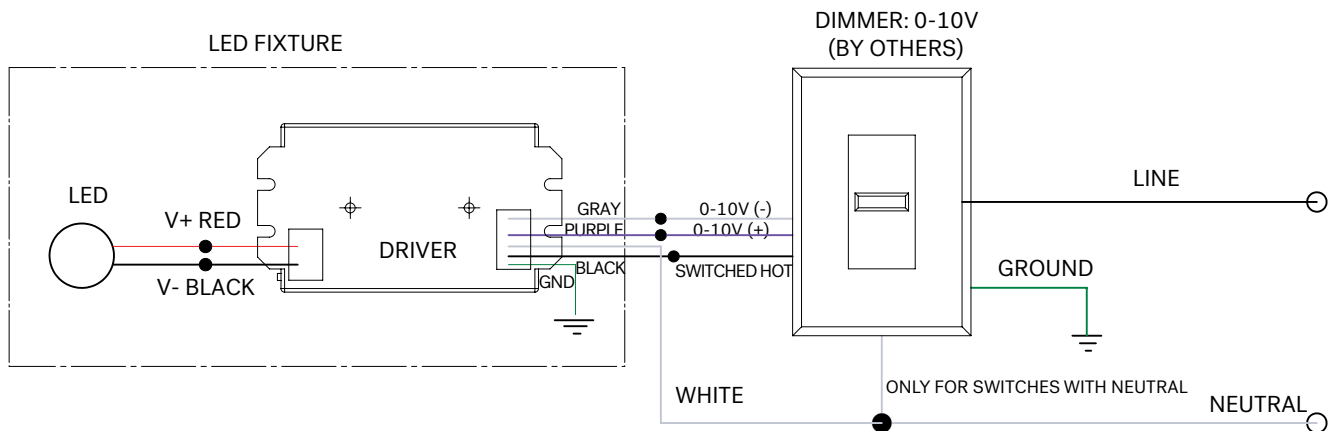 DIMMER: 0-10V
(BY OTHERS)
LED FIXTURE
LED
V+ RED
V- BLACK
DRIVER
GRAY
PURPLE
BLACK
GND
0-10V (-)
0-10V (+)
SWITCHED HOT
LINE
GROUND
WHITE
ONLY FOR SWITCHES WITH NEUTRAL
NEUTRAL